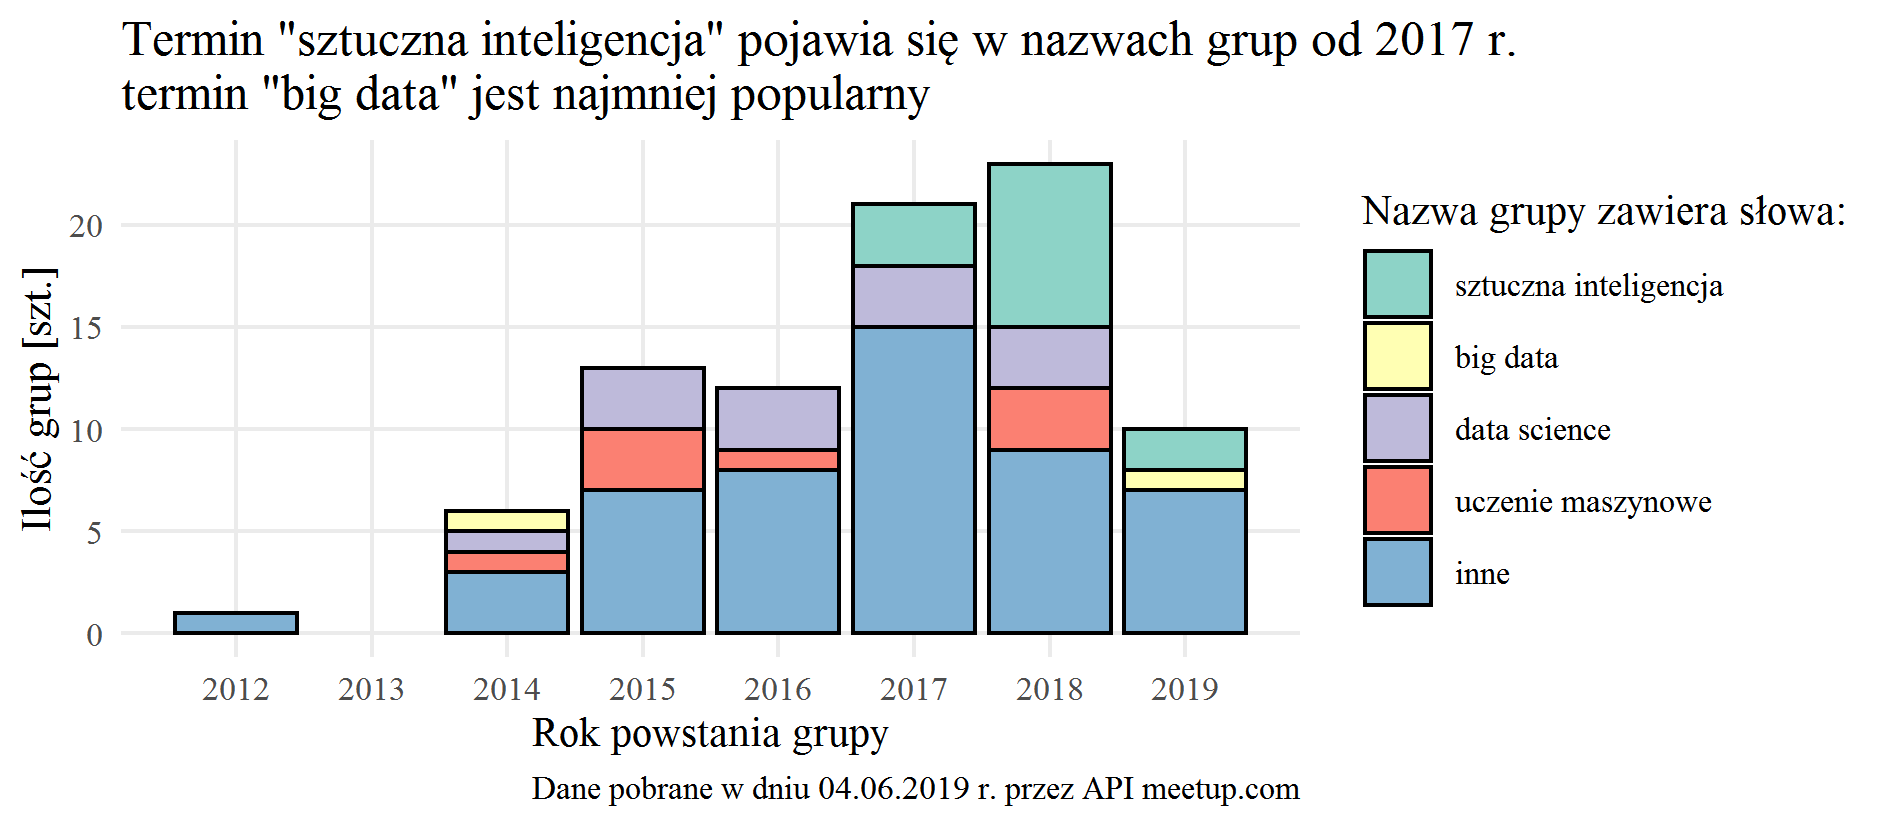 Termin "sztuczna inteligencja" pojawia się w nazwach grup od 2017 r.
termin "big data" jest najmniej popularny
Ilość grup [szt.]
20
15
10
5
0
2012 2013 2014 2015 2016 2017 2018 2019
Rok powstania grupy
Dane pobrane w dniu 04.06.2019 r. przez API meetup.com
Nazwa grupy zawiera słowa:
sztuczna inteligencja
big data
data science
uczenie maszynowe
inne